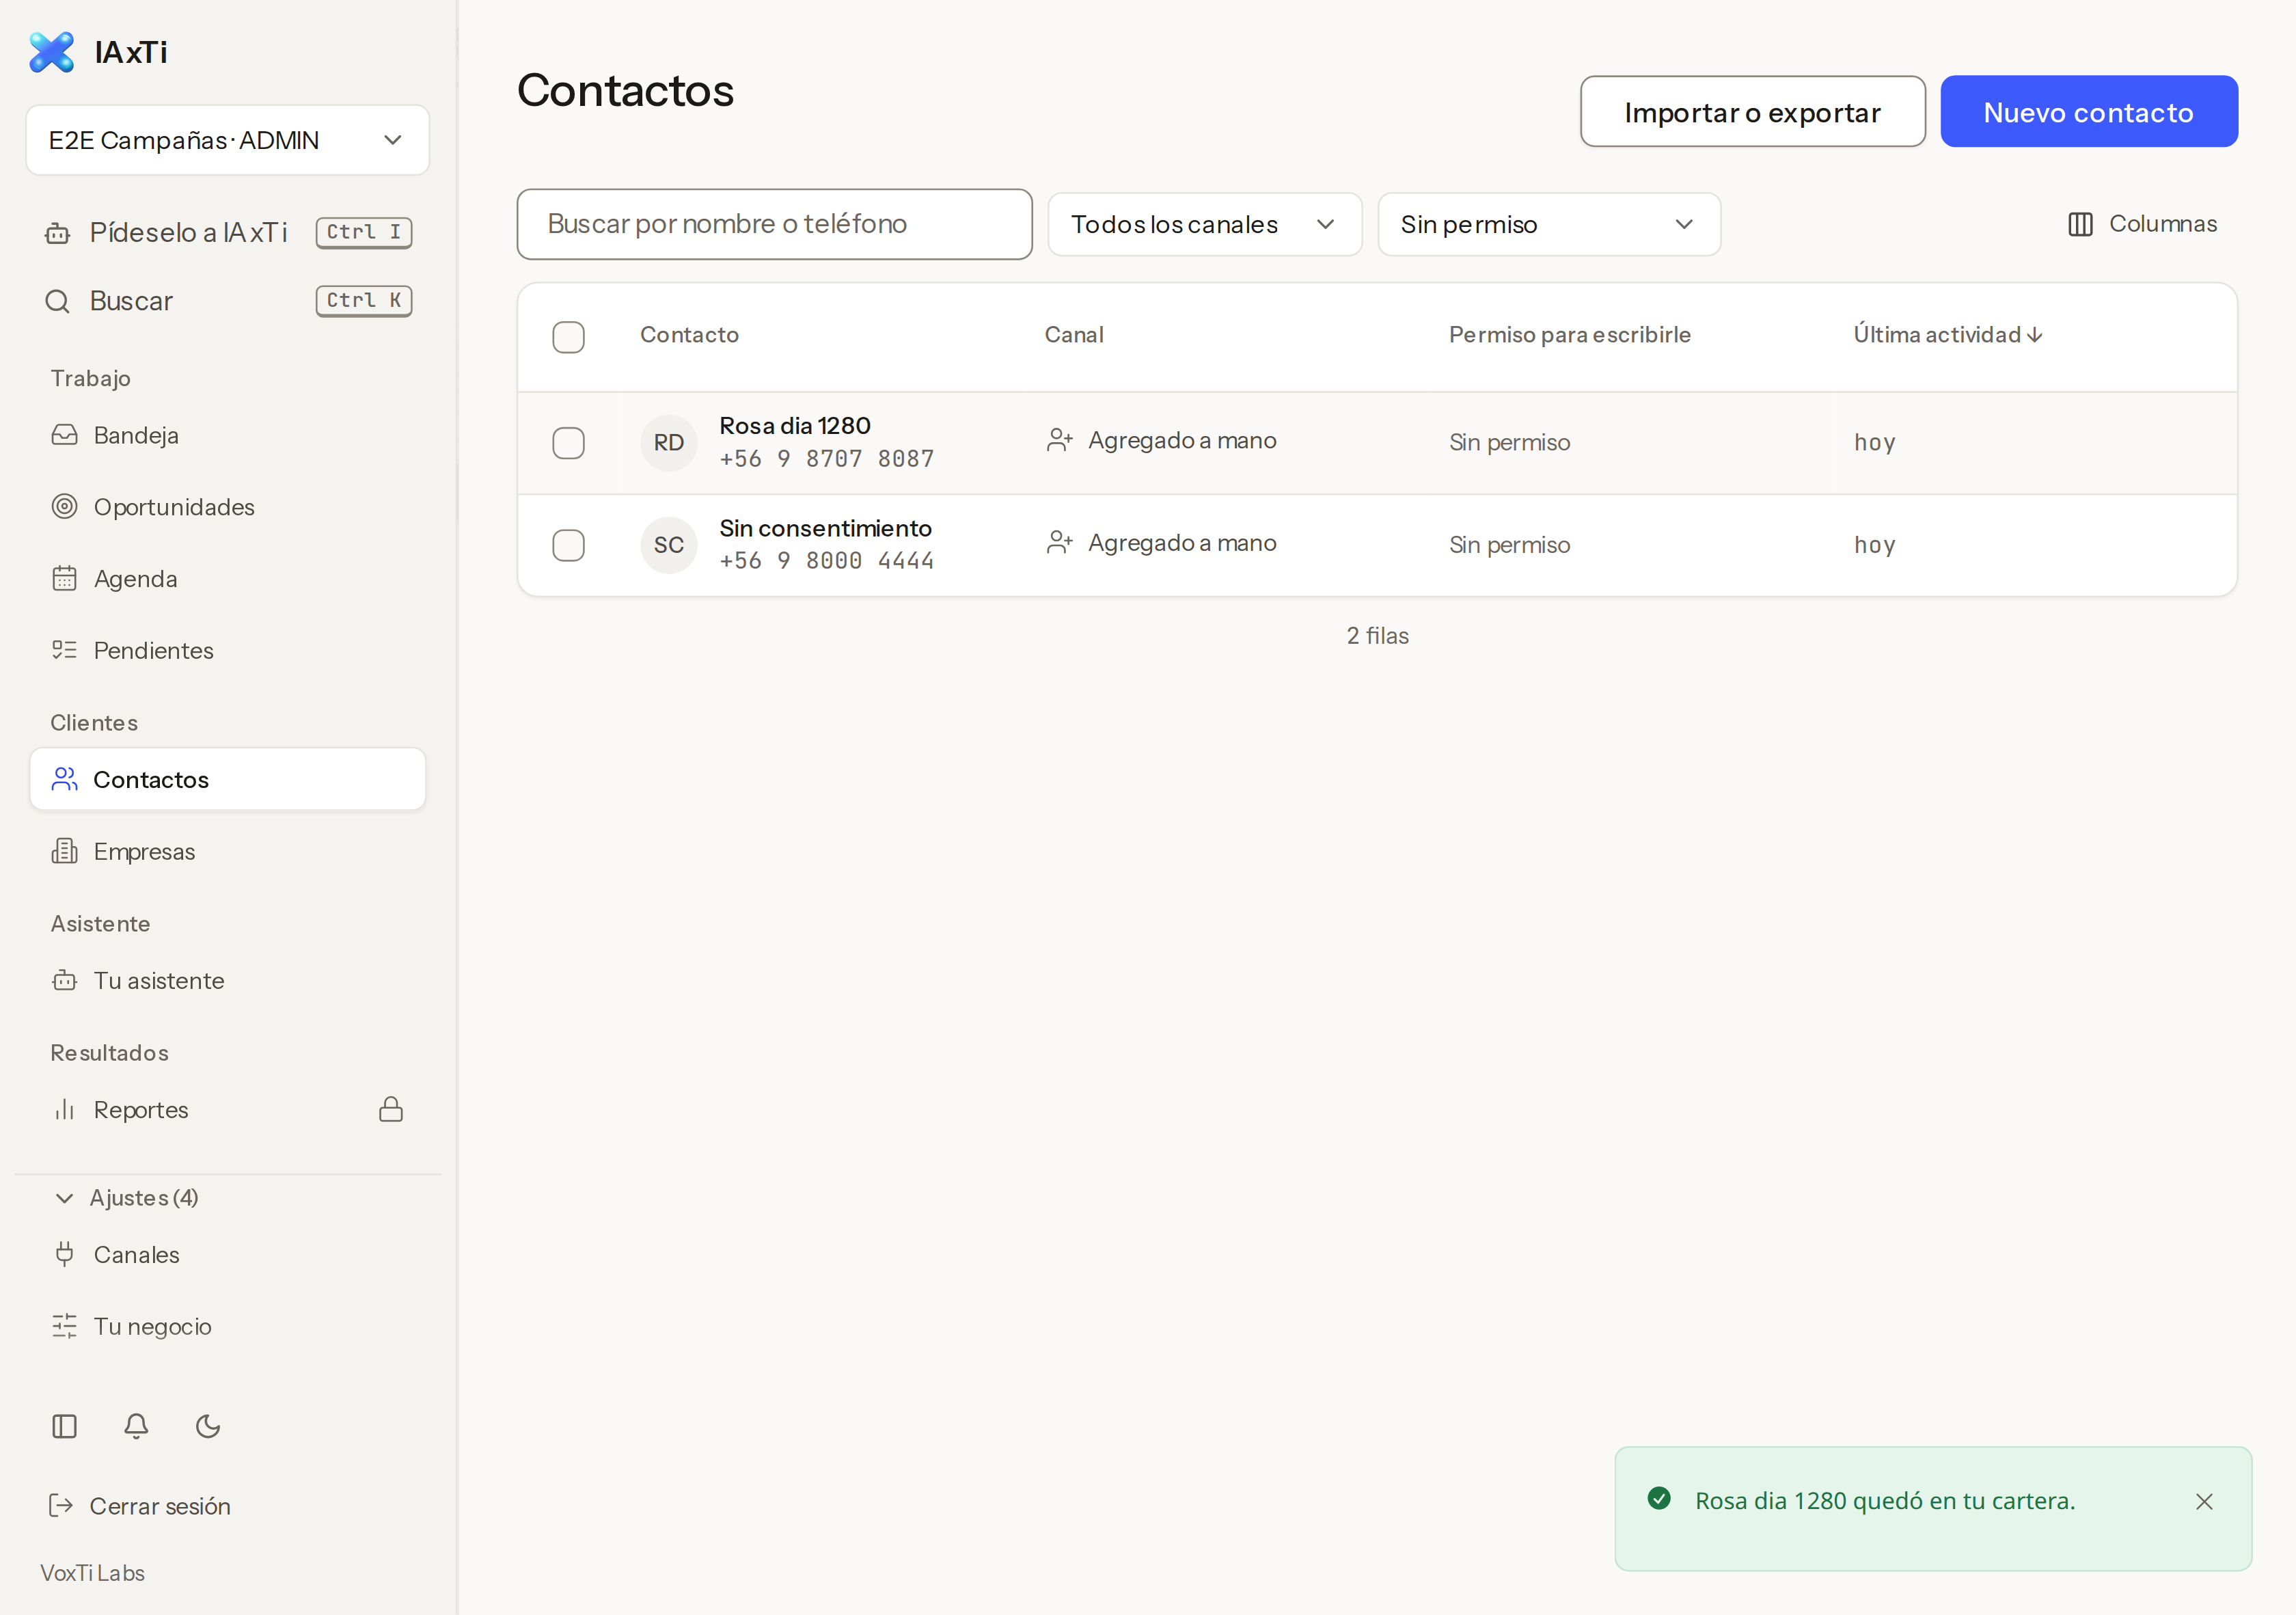 IAxTi
E2E Campañas · ADMIN
Pídeselo a IAxTi Ctrl I
Buscar Ctrl K
Trabajo
Bandeja
Oportunidades
Agenda
Pendientes
Clientes
Contactos
Empresas
Asistente
Tu asistente
Resultados
Reportes
Ajustes (4)
Canales
Tu negocio
Cerrar sesión
VoxTi Labs
Contactos
Importar o exportar
Nuevo contacto
Buscar por nombre o teléfono
Todos los canales
Sin permiso
Columnas
Contacto Canal Permiso para escribirle Última actividad ↓
RD Rosa dia 1280 Agregado a mano Sin permiso hoy
+56 9 8707 8087
SC Sin consentimiento Agregado a mano Sin permiso hoy
+56 9 8000 4444
2 filas
Rosa dia 1280 quedó en tu cartera.